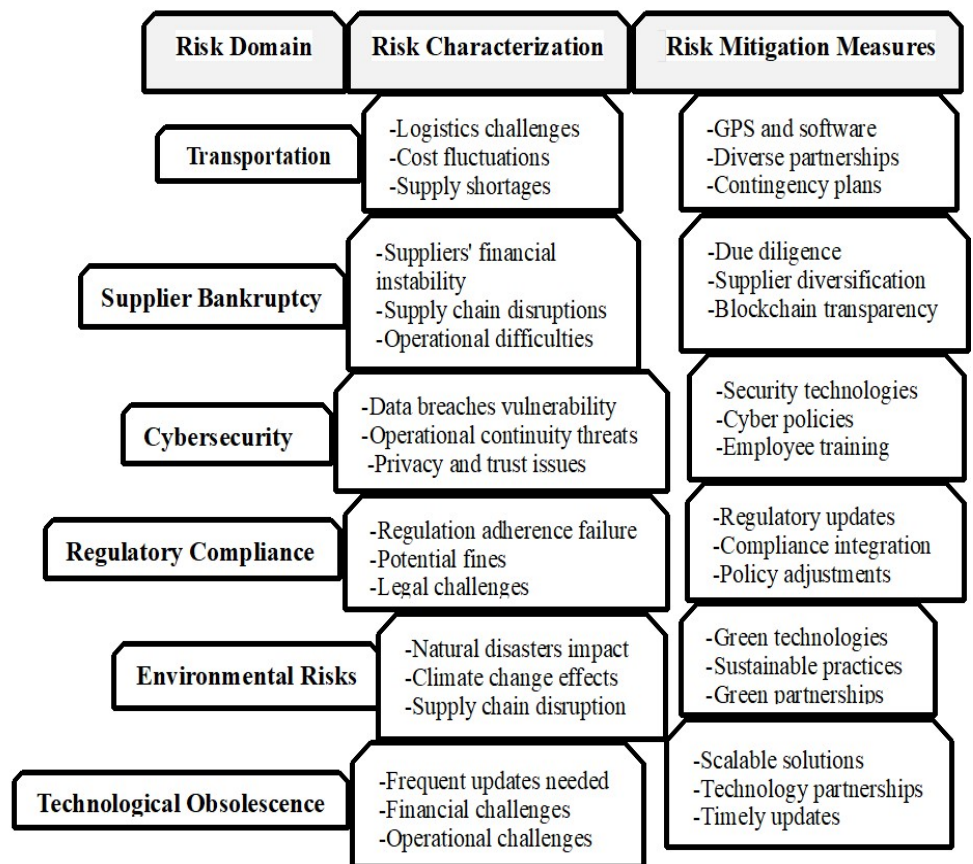 Risk Domain
Risk Characterization
Risk Mitigation Measures
Transportation
-Logistics challenges
-Cost fluctuations
-Supply shortages
-GPS and software
-Diverse partnerships
-Contingency plans
Supplier Bankruptcy
-Suppliers' financial
instability
-Supply chain disruptions
-Operational difficulties
-Due diligence
-Supplier diversification
-Blockchain transparency
Cybersecurity
-Data breaches vulnerability
-Operational continuity threats
-Privacy and trust issues
-Security technologies
-Cyber policies
-Employee training
Regulatory Compliance
-Regulation adherence failure
-Potential fines
-Legal challenges
-Regulatory updates
-Compliance integration
-Policy adjustments
Environmental Risks
-Natural disasters impact
-Climate change effects
-Supply chain disruption
-Green technologies
-Sustainable practices
-Green partnerships
Technological Obsolescence
-Frequent updates needed
-Financial challenges
-Operational challenges
-Scalable solutions
-Technology partnerships
-Timely updates